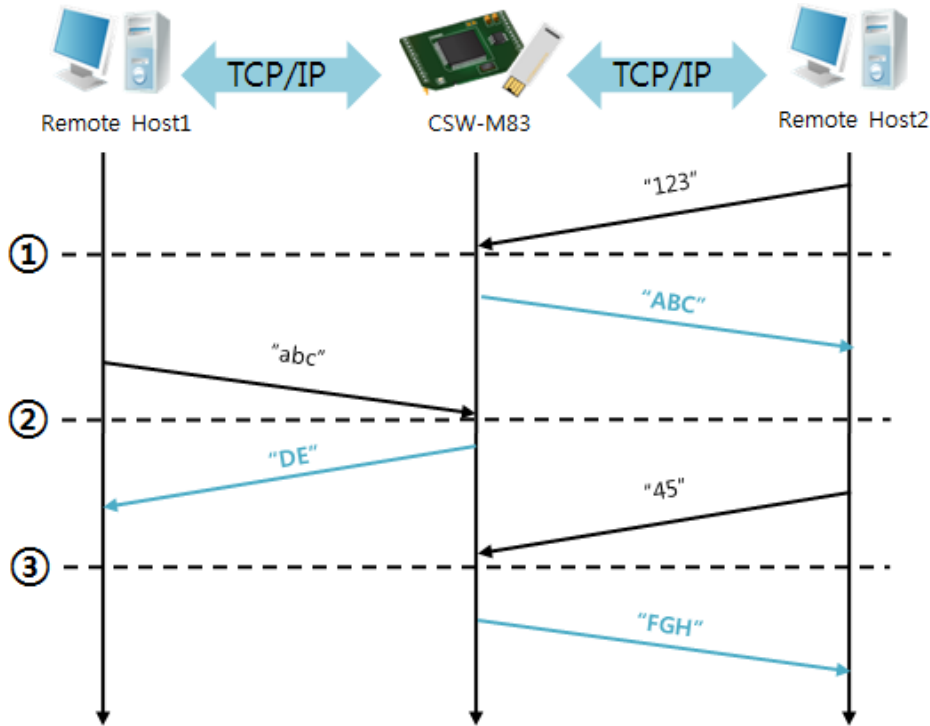 TCP/IP
TCP/IP
Remote Host1
CSW-M83
Remote Host2
"123"
①
"ABC"
"abc"
②
"DE"
"45"
③
"FGH"